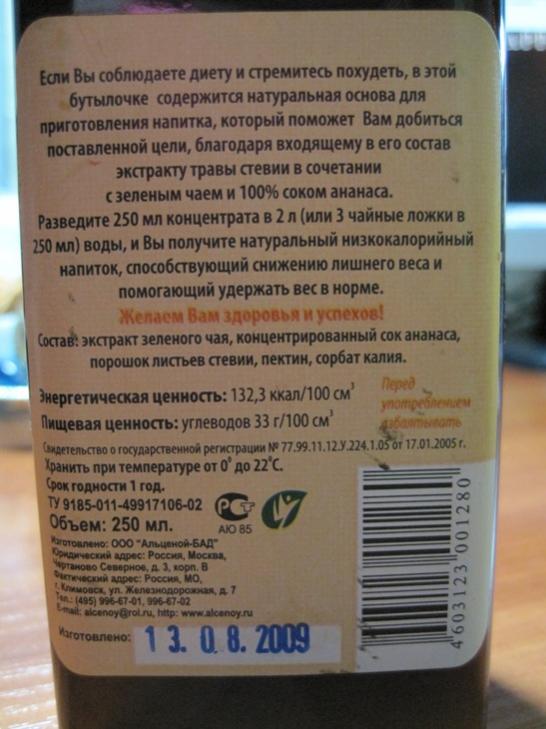 Если Вы соблюдаете диету и стремитесь похудеть, в этой
бутылочке содержится натуральная основа для
приготовления напитка, который поможет Вам добиться
поставленной цели, благодаря входящему в его состав
экстракту травы стевии в сочетании
с зеленым чаем и 100% соком ананаса.
Разведите 250 мл концентрата в 2 л (или 3 чайные ложки в
250 мл) воды, и Вы получите натуральный низкокалорийный
напиток, способствующий снижению лишнего веса и
помогающий удержать вес в норме.
Желаем Вам здоровья и успехов!
Состав: экстракт зеленого чая, концентрированный сок ананаса,
порошок листьев стевии, пектин, сорбат калия.
Энергетическая ценность: 132,3 ккал/100 см³
Пищевая ценность: углеводов 33 г/100 см³
Перед
употреблением
взбалтывать
Свидетельство о государственной регистрации № 77.99.11.12.У.224.1.05 от 17.01.2005 г.
Хранить при температуре от 0° до 22°С.
Срок годности 1 год.
ТУ 9185-011-49917106-02
Объем: 250 мл.
РСТ
АЮ 85
Изготовлено: ООО "Альценой-БАД"
Юридический адрес: Россия, Москва,
Чертаново Северное, д. 3, корп. В
Фактический адрес: Россия, МО,
г. Климовск, ул. Железнодорожная, д. 7
Тел.: (495) 996-67-01, 996-67-02
E-mail: alcenoy@rol.ru, http: www.alcenoy.ru
Изготовлено: 13.08.2009
4603123001280